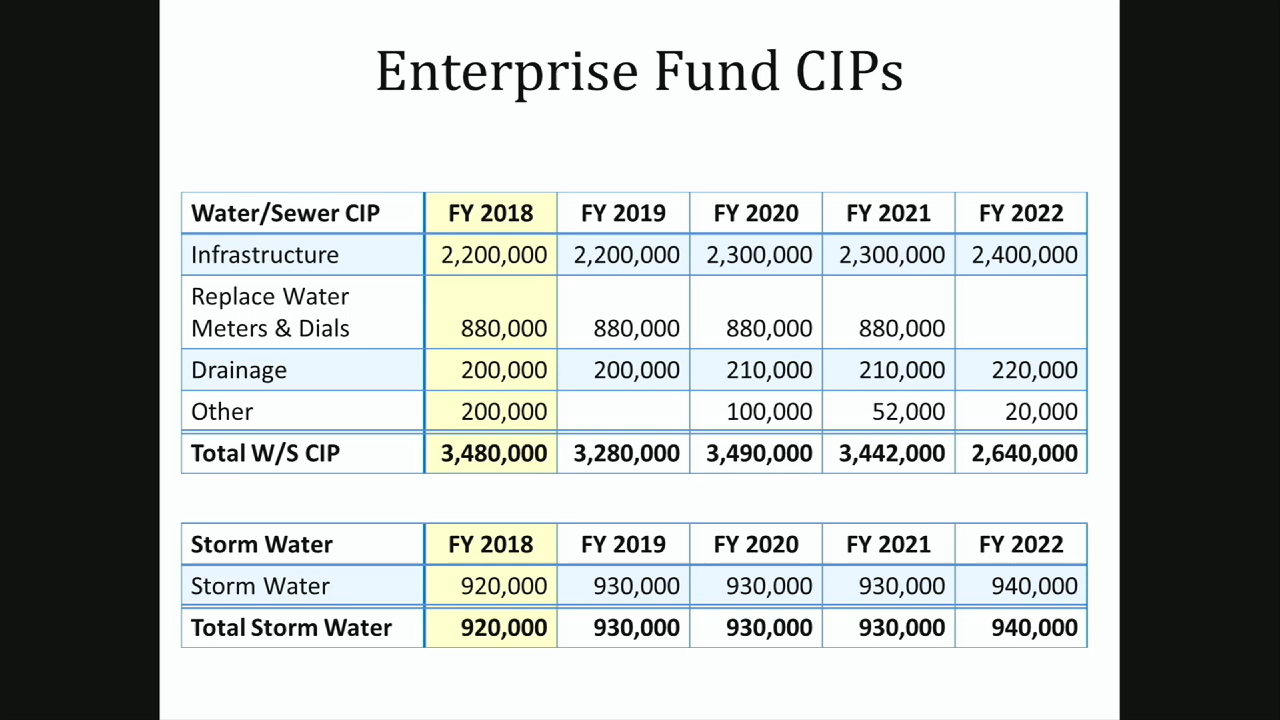 Enterprise Fund CIPs
Water/Sewer CIP FY 2018 FY 2019 FY 2020 FY 2021 FY 2022
Infrastructure 2,200,000 2,200,000 2,300,000 2,300,000 2,400,000
Replace Water
Meters & Dials 880,000 880,000 880,000 880,000
Drainage 200,000 200,000 210,000 210,000 220,000
Other 200,000 100,000 52,000 20,000
Total W/S CIP 3,480,000 3,280,000 3,490,000 3,442,000 2,640,000
Storm Water FY 2018 FY 2019 FY 2020 FY 2021 FY 2022
Storm Water 920,000 930,000 930,000 930,000 940,000
Total Storm Water 920,000 930,000 930,000 930,000 940,000